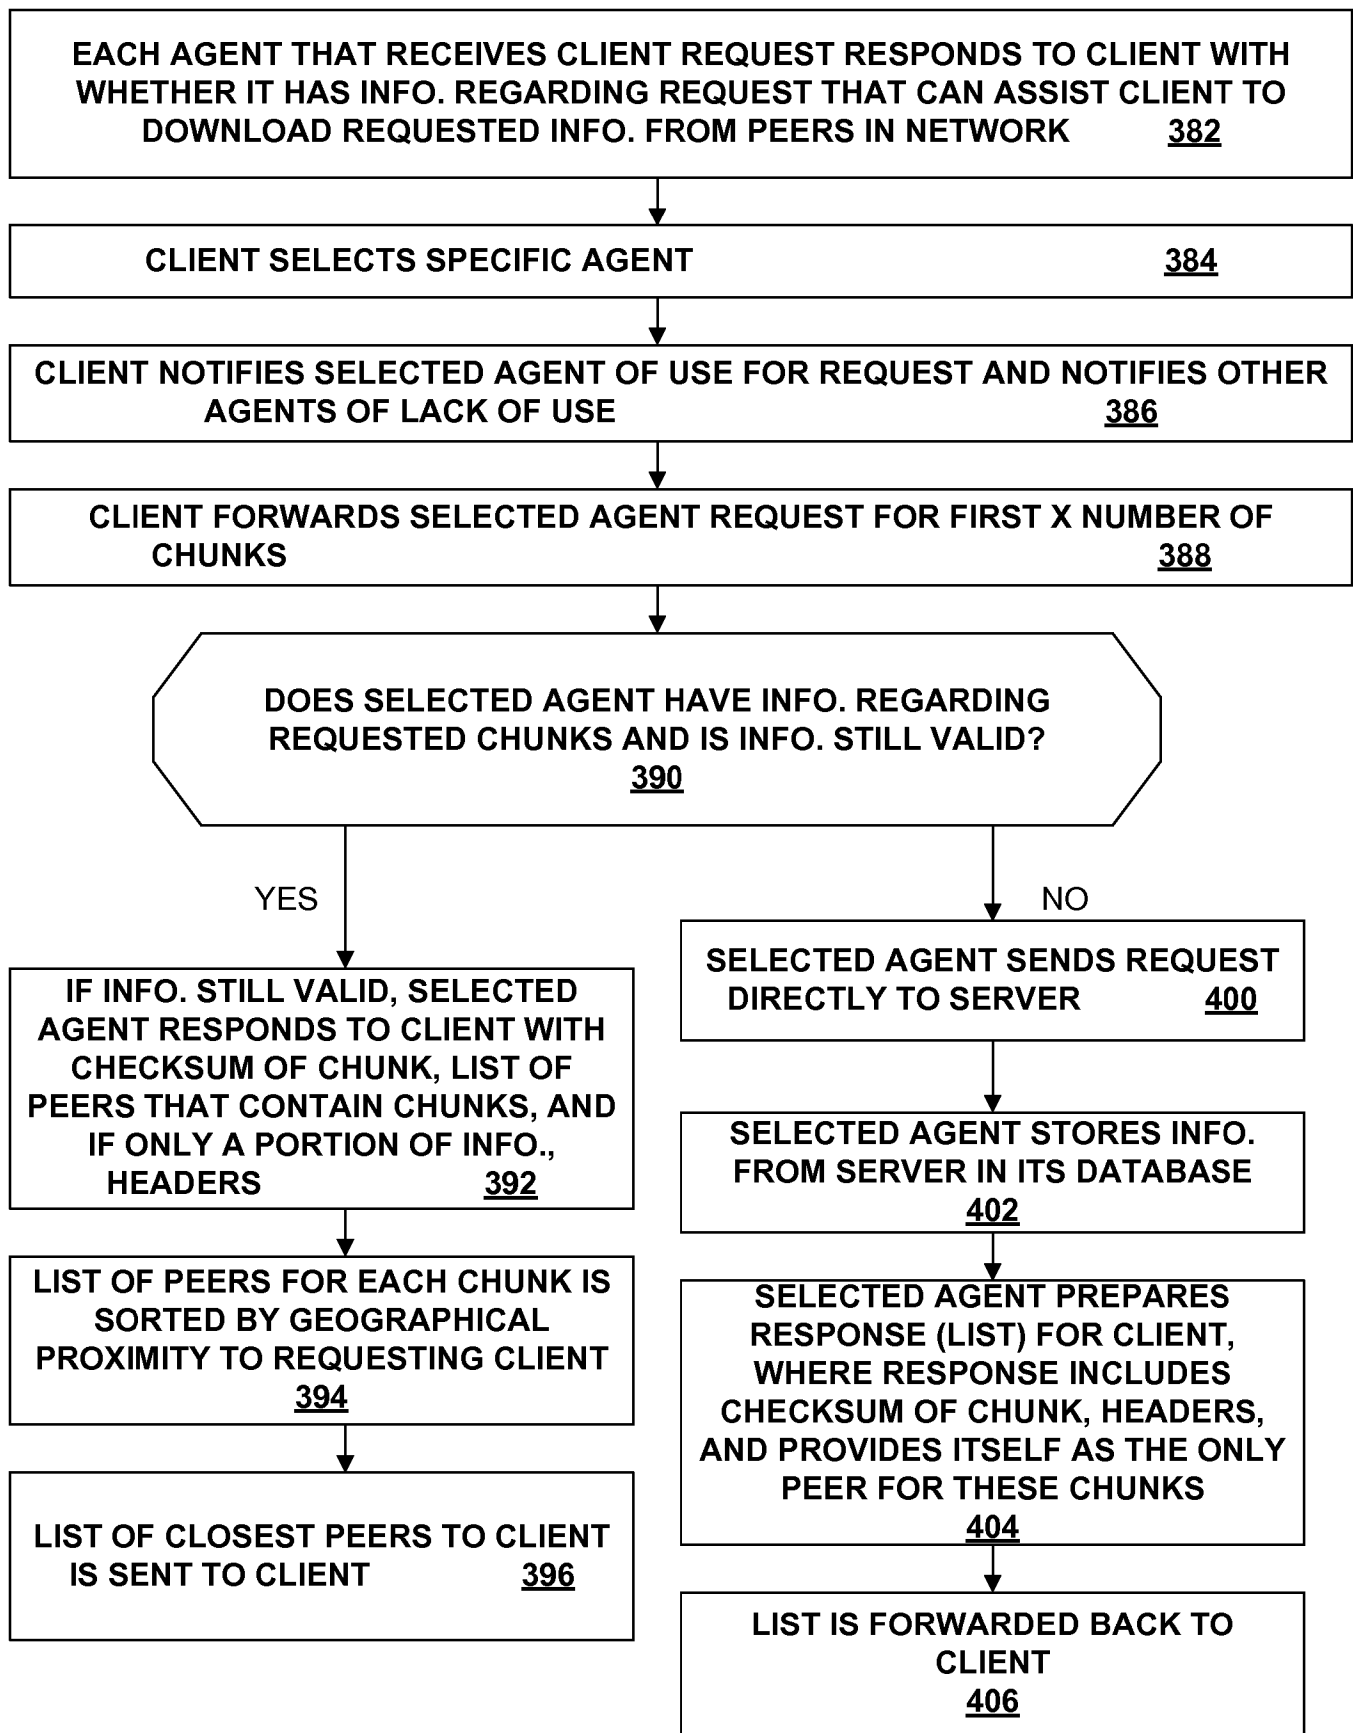 EACH AGENT THAT RECEIVES CLIENT REQUEST RESPONDS TO CLIENT WITH
WHETHER IT HAS INFO. REGARDING REQUEST THAT CAN ASSIST CLIENT TO
DOWNLOAD REQUESTED INFO. FROM PEERS IN NETWORK 382
CLIENT SELECTS SPECIFIC AGENT 384
CLIENT NOTIFIES SELECTED AGENT OF USE FOR REQUEST AND NOTIFIES OTHER
AGENTS OF LACK OF USE 386
CLIENT FORWARDS SELECTED AGENT REQUEST FOR FIRST X NUMBER OF
CHUNKS 388
DOES SELECTED AGENT HAVE INFO. REGARDING
REQUESTED CHUNKS AND IS INFO. STILL VALID?
390
YES
IF INFO. STILL VALID, SELECTED
AGENT RESPONDS TO CLIENT WITH
CHECKSUM OF CHUNK, LIST OF
PEERS THAT CONTAIN CHUNKS, AND
IF ONLY A PORTION OF INFO.,
HEADERS 392
LIST OF PEERS FOR EACH CHUNK IS
SORTED BY GEOGRAPHICAL
PROXIMITY TO REQUESTING CLIENT
394
LIST OF CLOSEST PEERS TO CLIENT
IS SENT TO CLIENT 396
NO
SELECTED AGENT SENDS REQUEST
DIRECTLY TO SERVER 400
SELECTED AGENT STORES INFO.
FROM SERVER IN ITS DATABASE
402
SELECTED AGENT PREPARES
RESPONSE (LIST) FOR CLIENT,
WHERE RESPONSE INCLUDES
CHECKSUM OF CHUNK, HEADERS,
AND PROVIDES ITSELF AS THE ONLY
PEER FOR THESE CHUNKS
404
LIST IS FORWARDED BACK TO
CLIENT
406